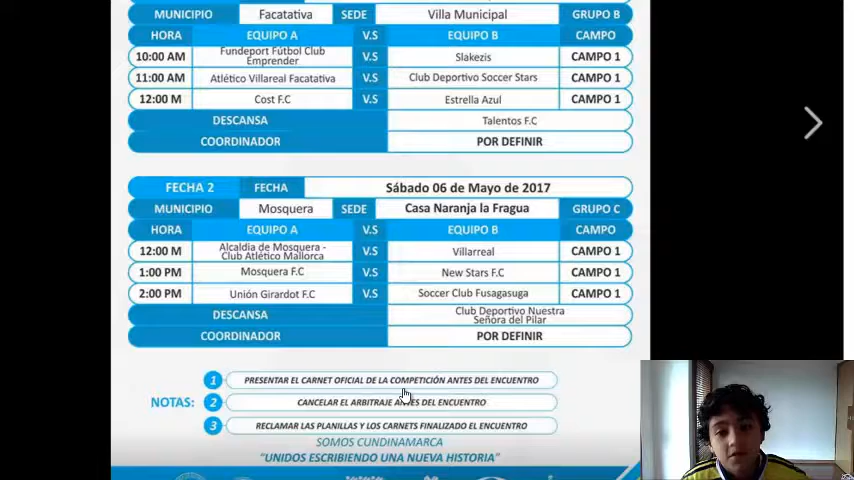 MUNICIPIO Facatativa SEDE Villa Municipal GRUPO B
HORA EQUIPO A V.S EQUIPO B CAMPO
10:00 AM Fundeport Fútbol Club Emprender V.S Slakezis CAMPO 1
11:00 AM Atlético Villareal Facatativa V.S Club Deportivo Soccer Stars CAMPO 1
12:00 M Cost F.C V.S Estrella Azul CAMPO 1
DESCANSA Talentos F.C
COORDINADOR POR DEFINIR
FECHA 2 FECHA Sábado 06 de Mayo de 2017
MUNICIPIO Mosquera SEDE Casa Naranja la Fragua GRUPO C
HORA EQUIPO A V.S EQUIPO B CAMPO
12:00 M Alcaldia de Mosquera - Club Atlético Mallorca V.S Villarreal CAMPO 1
1:00 PM Mosquera F.C V.S New Stars F.C CAMPO 1
2:00 PM Unión Girardot F.C V.S Soccer Club Fusagasuga CAMPO 1
DESCANSA Club Deportivo Nuestra Señora del Pilar
COORDINADOR POR DEFINIR
NOTAS:
1 PRESENTAR EL CARNET OFICIAL DE LA COMPETICIÓN ANTES DEL ENCUENTRO
2 CANCELAR EL ARBITRAJE ANTES DEL ENCUENTRO
3 RECLAMAR LAS PLANILLAS Y LOS CARNETS FINALIZADO EL ENCUENTRO
SOMOS CUNDINAMARCA
"UNIDOS ESCRIBIENDO UNA NUEVA HISTORIA"